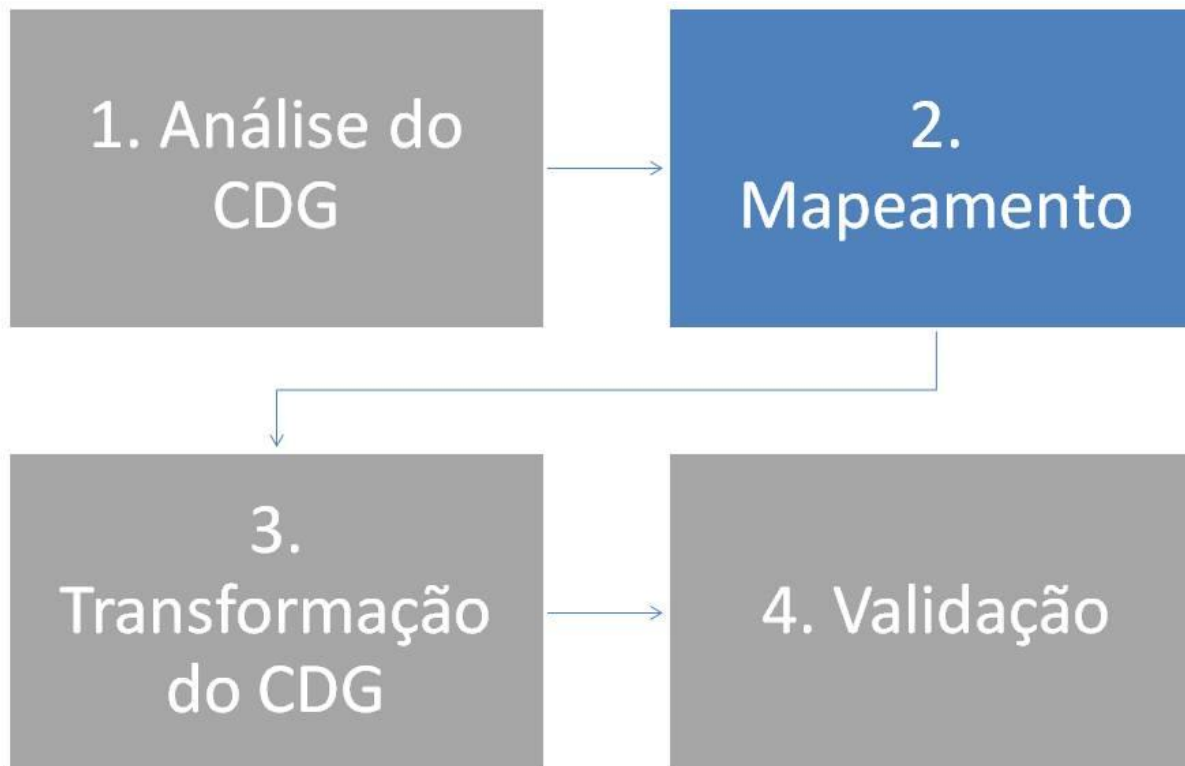 1. Análise do
CDG
2.
Mapeamento
3.
Transformação
do CDG
4. Validação